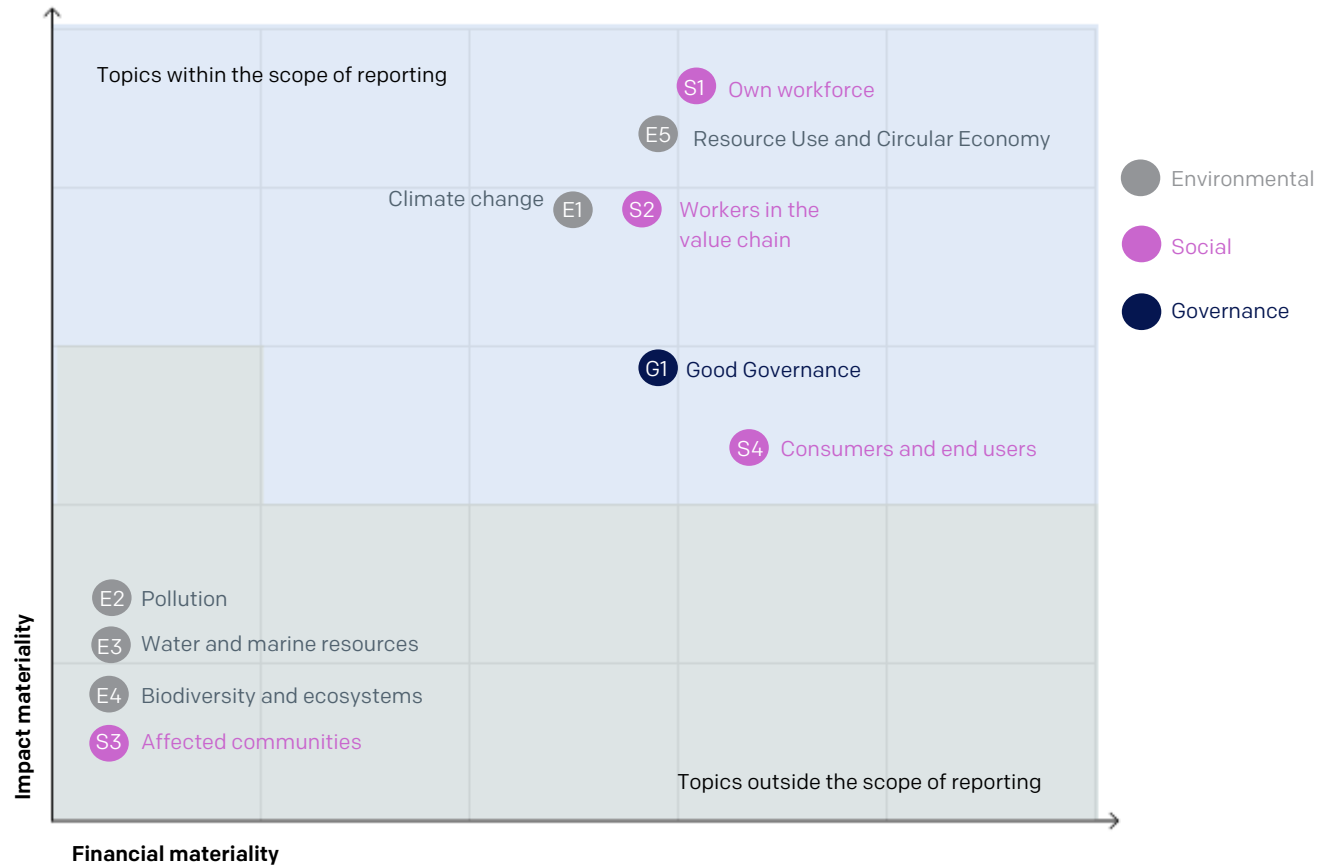 Topics within the scope of reporting
S1 Own workforce
E5 Resource Use and Circular Economy
Climate change E1
S2 Workers in the
value chain
G1 Good Governance
S4 Consumers and end users
E2 Pollution
E3 Water and marine resources
E4 Biodiversity and ecosystems
S3 Affected communities
Topics outside the scope of reporting
Impact materiality
Financial materiality
Environmental
Social
Governance